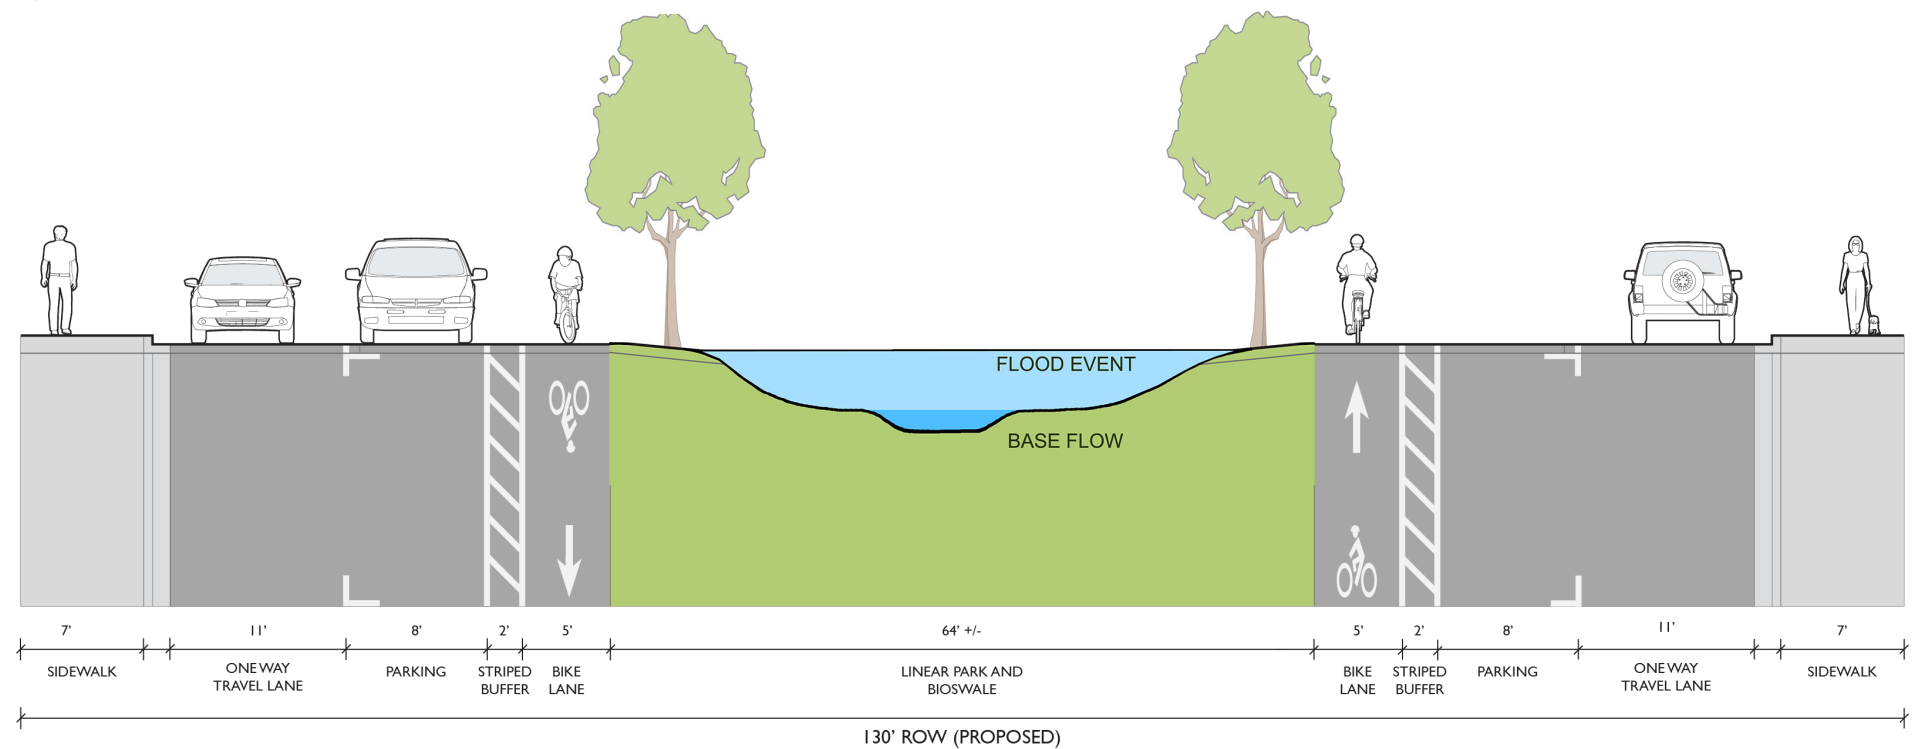 FLOOD EVENT
BASE FLOW
7’ 11’ 8’ 2’ 5’ 64’ +/- 5’ 2’ 8’ 11’ 7’
SIDEWALK
ONE WAY
TRAVEL LANE
PARKING
STRIPED
BUFFER
BIKE
LANE
LINEAR PARK AND
BIOSWALE
BIKE
LANE
STRIPED
BUFFER
PARKING
ONE WAY
TRAVEL LANE
SIDEWALK
130’ ROW (PROPOSED)